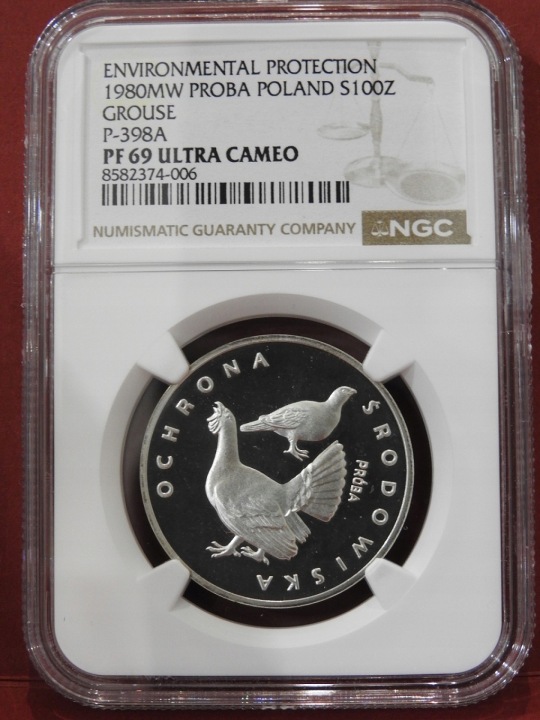 ENVIRONMENTAL PROTECTION
1980MW PROBA POLAND S100Z
GROUSE
P-398A
PF 69 ULTRA CAMEO
8582374-006
NUMISMATIC GUARANTY COMPANY NGC
OCHRONA ŚRODOWISKA
PRÓBA